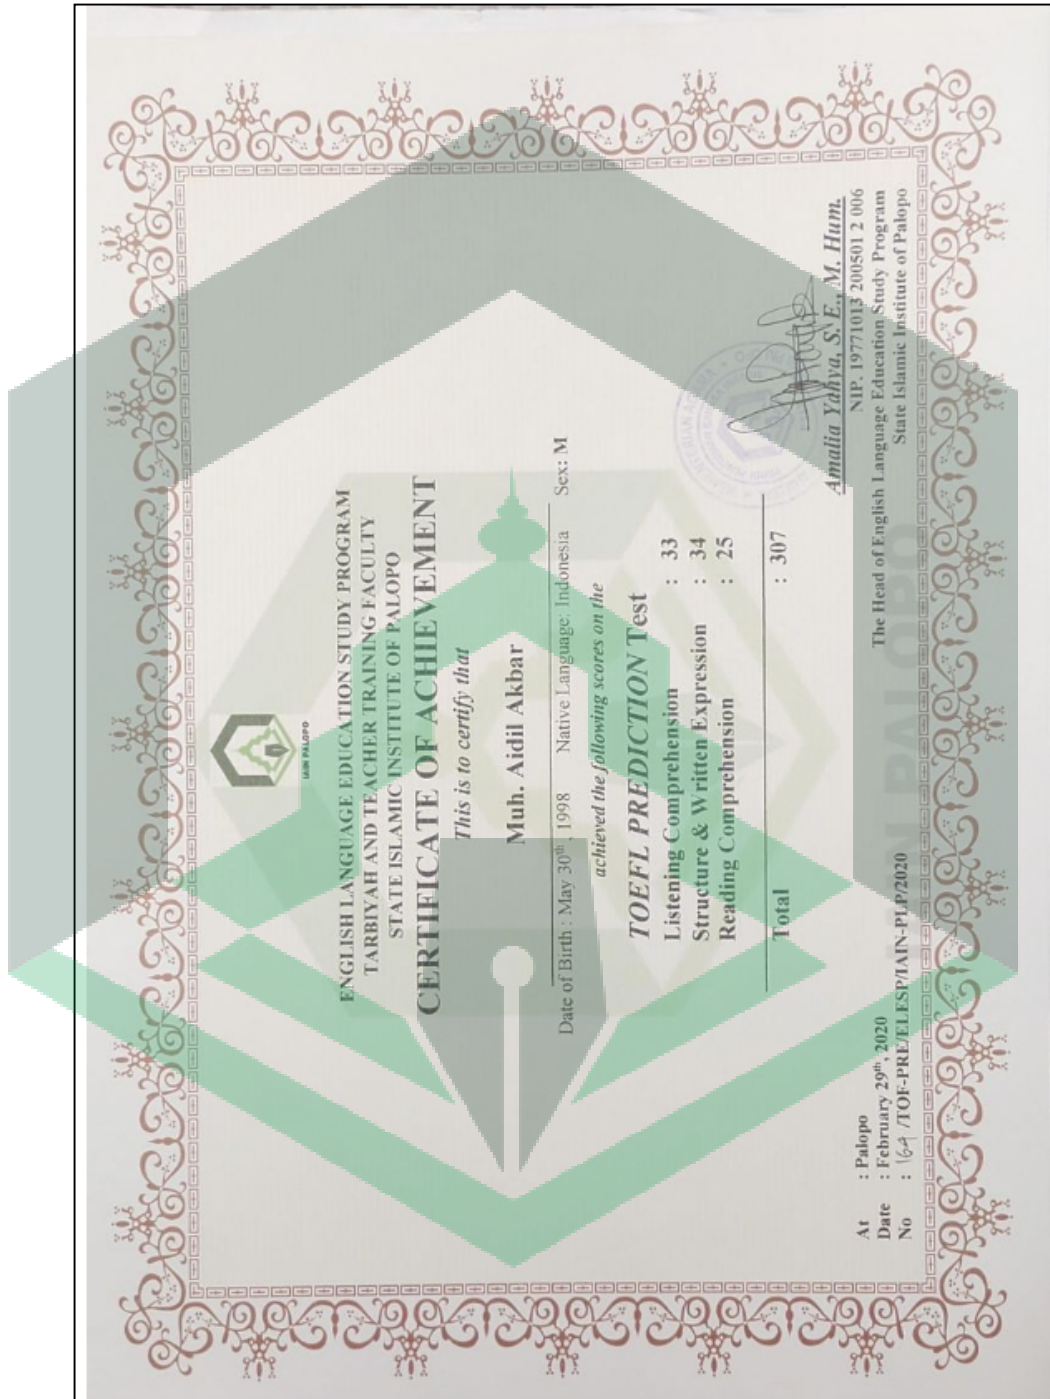 IAIN PALOPO
ENGLISH LANGUAGE EDUCATION STUDY PROGRAM
TARBIYAH AND TEACHER TRAINING FACULTY
STATE ISLAMIC INSTITUTE OF PALOPO
CERTIFICATE OF ACHIEVEMENT
This is to certify that
Muh. Aidil Akbar
Date of Birth : May 30th, 1998 Native Language: Indonesia Sex: M
achieved the following scores on the
TOEFL PREDICTION Test
Listening Comprehension : 33
Structure & Written Expression : 34
Reading Comprehension : 25
Total : 307
Amalia Yahya, S. E., M. Hum.
NIP. 19771013 200501 2 006
The Head of English Language Education Study Program
State Islamic Institute of Palopo
At : Palopo
Date : February 29th, 2020
No : 164 /TOF-PRE/ELESP/IAIN-PLP/2020
IAIN PALOPO